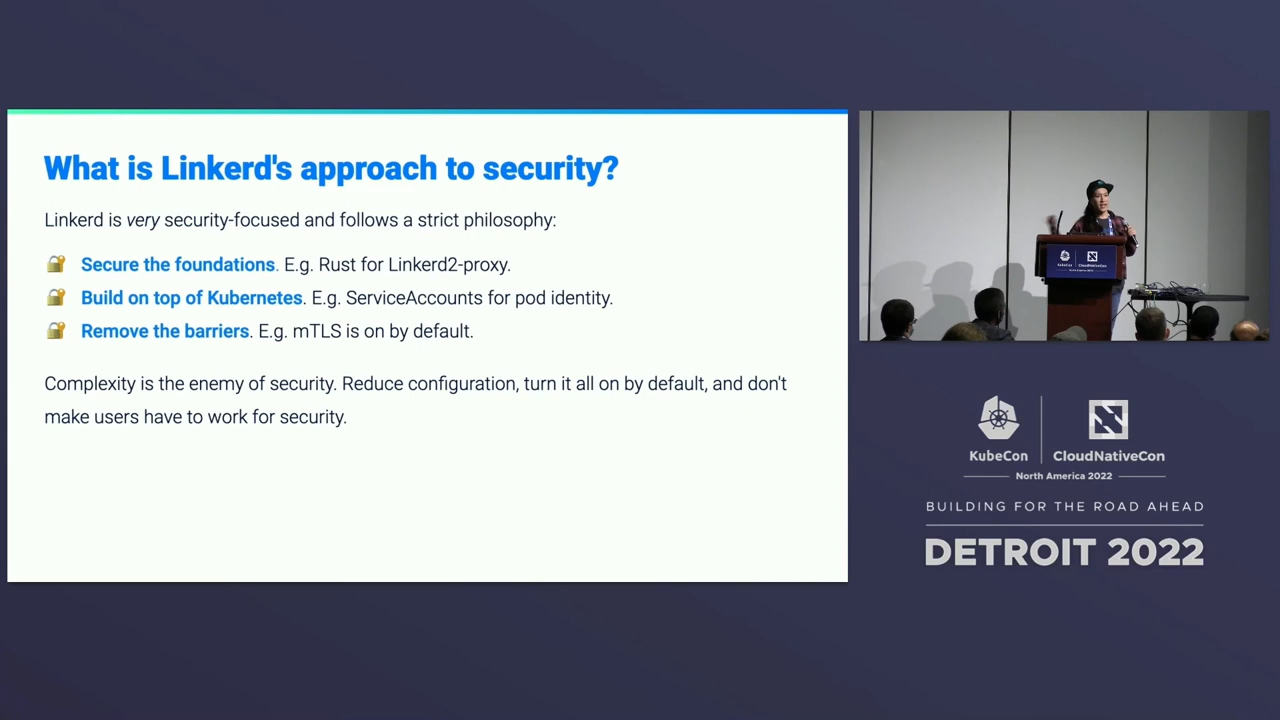 What is Linkerd's approach to security?
Linkerd is very security-focused and follows a strict philosophy:
Secure the foundations. E.g. Rust for Linkerd2-proxy.
Build on top of Kubernetes. E.g. ServiceAccounts for pod identity.
Remove the barriers. E.g. mTLS is on by default.
Complexity is the enemy of security. Reduce configuration, turn it all on by default, and don't
make users have to work for security.
KubeCon CloudNativeCon
KubeCon CloudNativeCon
North America 2022
BUILDING FOR THE ROAD AHEAD
DETROIT 2022